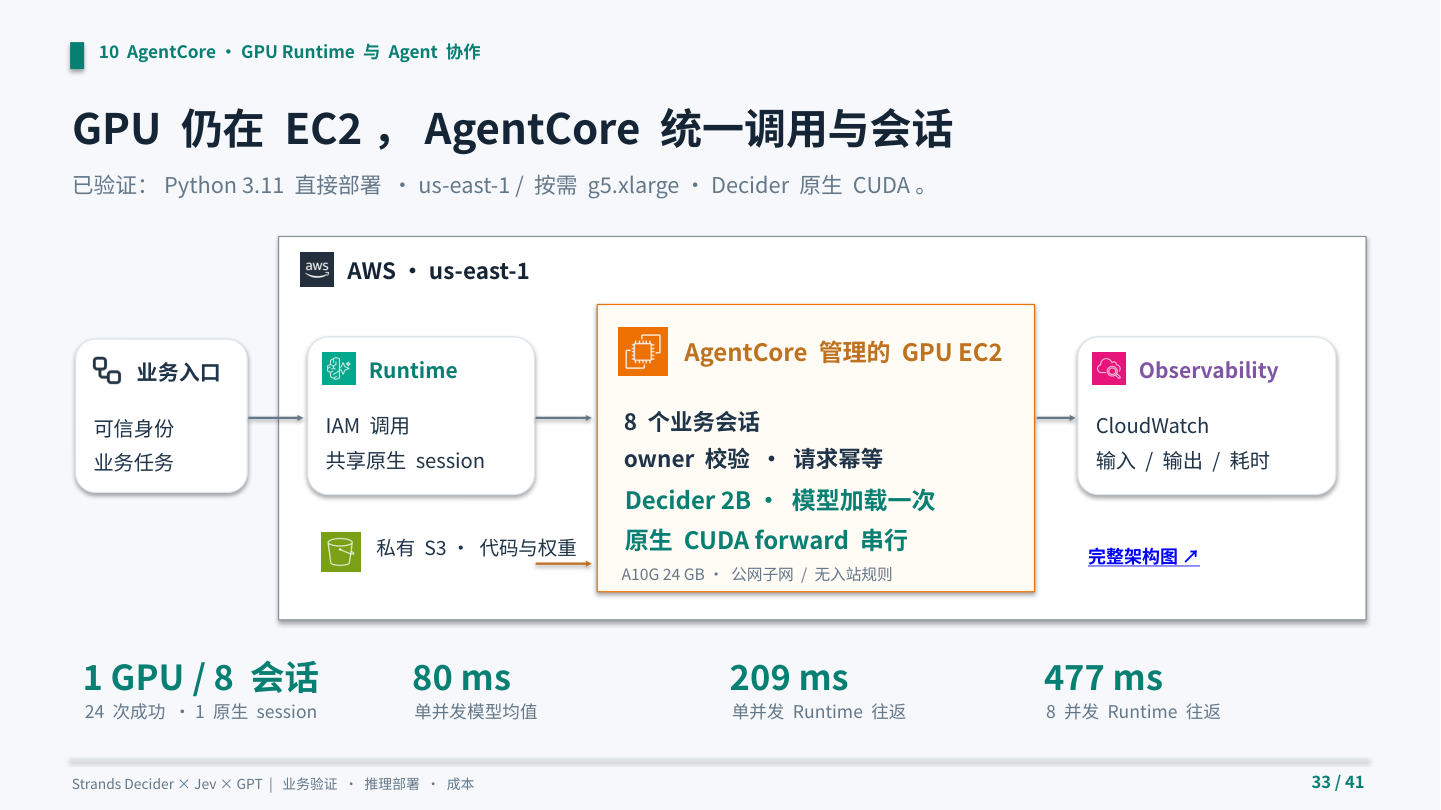 10 AgentCore · GPU Runtime 与 Agent 协作
GPU 仍在 EC2 , AgentCore 统一调用与会话
已验证: Python 3.11 直接部署 · us-east-1 / 按需 g5.xlarge · Decider 原生 CUDA 。
aws
AWS · us-east-1
业务入口
可信身份
业务任务
Runtime
IAM 调用
共享原生 session
私有 S3 · 代码与权重
AgentCore 管理的 GPU EC2
8 个业务会话
owner 校验 · 请求幂等
Decider 2B · 模型加载一次
原生 CUDA forward 串行
A10G 24 GB · 公网子网 / 无入站规则
Observability
CloudWatch
输入 / 输出 / 耗时
完整架构图 ↗
1 GPU / 8 会话
24 次成功 · 1 原生 session
80 ms
单并发模型均值
209 ms
单并发 Runtime 往返
477 ms
8 并发 Runtime 往返
Strands Decider × Jev × GPT | 业务验证 · 推理部署 · 成本
33 / 41